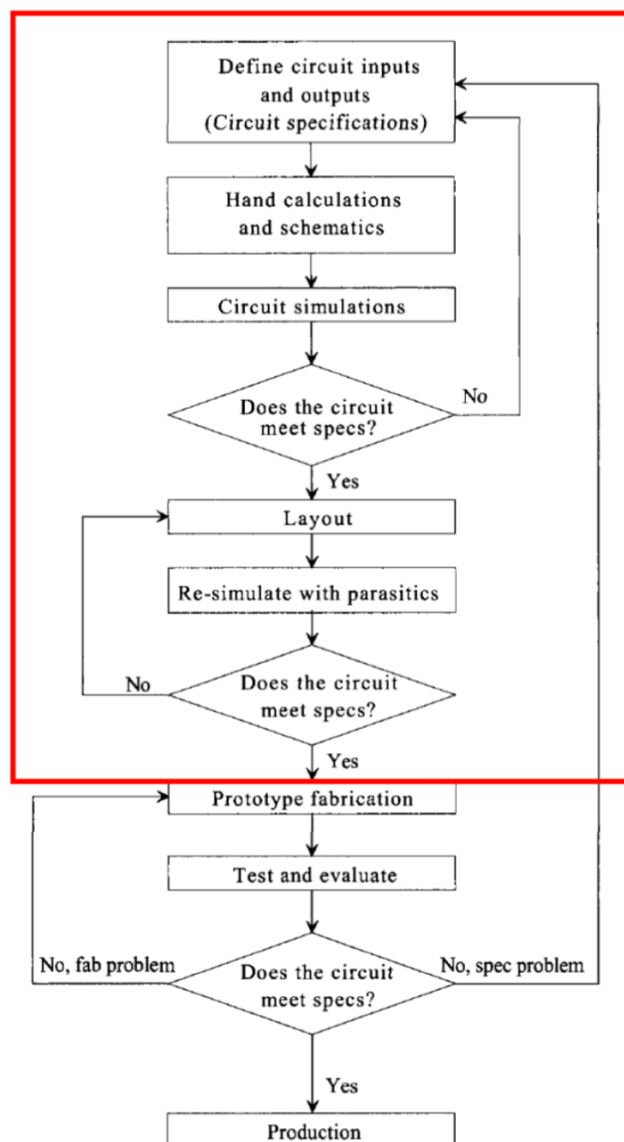 Define circuit inputs
and outputs
(Circuit specifications)
Hand calculations
and schematics
Circuit simulations
Does the circuit
meet specs?
No
Yes
Layout
Re-simulate with parasitics
Does the circuit
meet specs?
No
Yes
Prototype fabrication
Test and evaluate
No, fab problem
Does the circuit
meet specs?
No, spec problem
Yes
Production